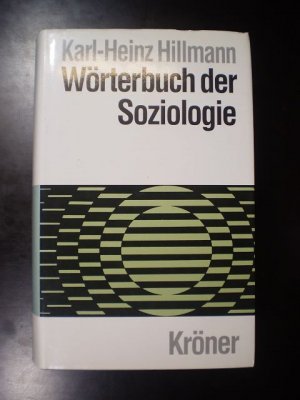 Karl-Heinz Hillmann
Wörterbuch der
Soziologie
Kröner